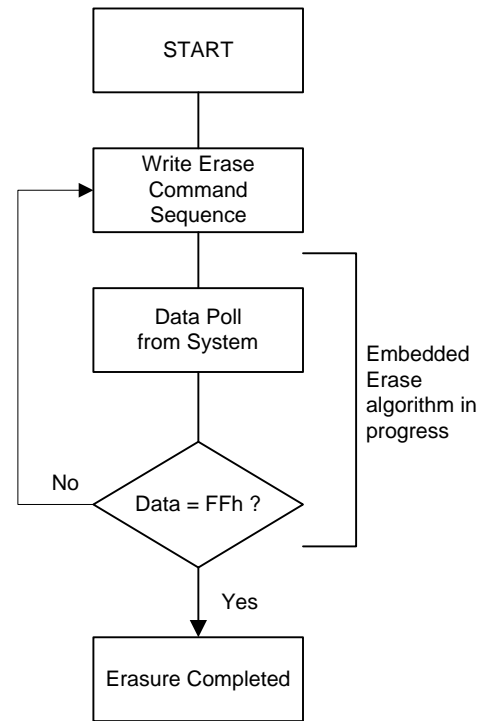 START
Write Erase
Command
Sequence
Data Poll
from System
Embedded
Erase
algorithm in
progress
No
Data = FFh ?
Yes
Erasure Completed